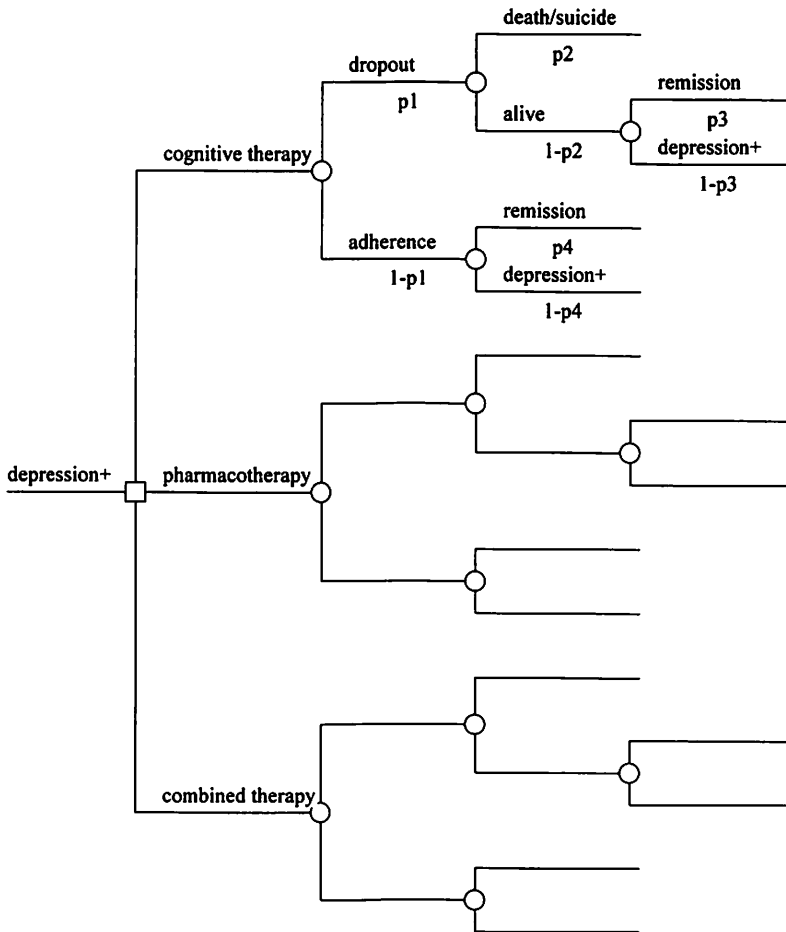 death/suicide
p2
dropout
p1
remission
p3
alive
1-p2
depression+
1-p3
cognitive therapy
remission
p4
adherence
1-p1
depression+
1-p4
depression+
pharmacotherapy
combined therapy